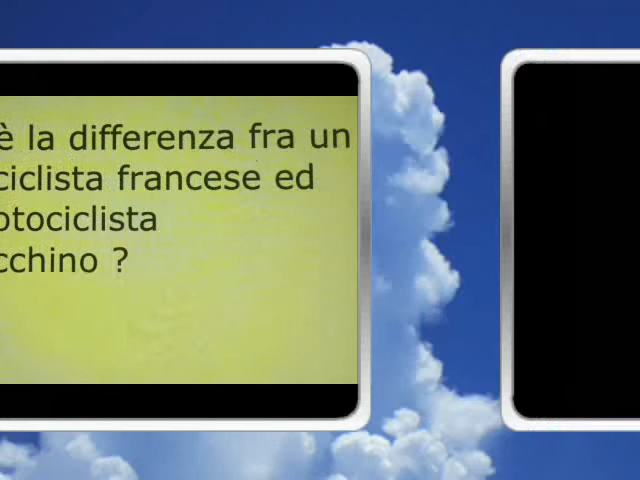 è la differenza fra un
ciclista francese ed
otociclista
cchino ?